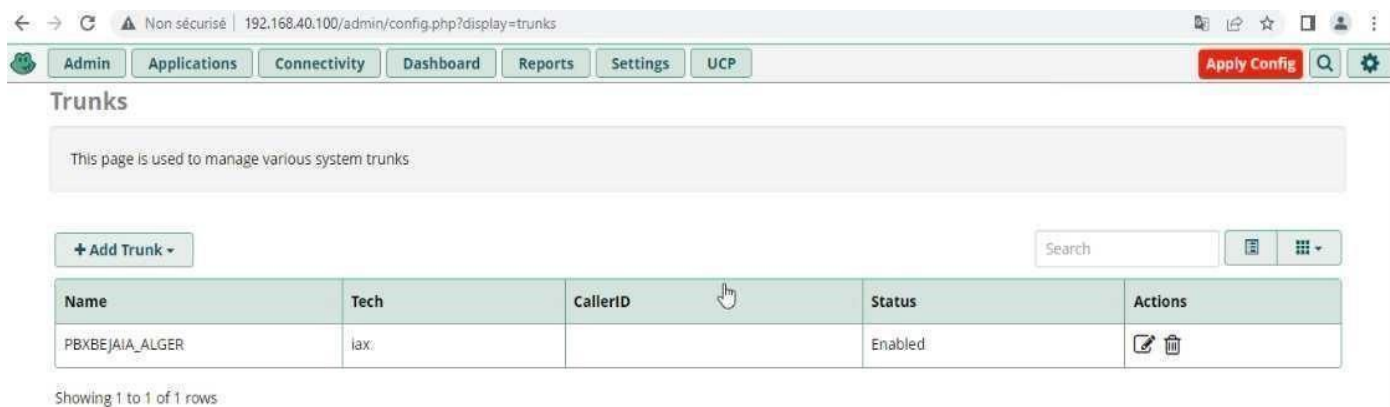 Non sécurisé | 192.168.40.100/admin/config.php?display=trunks
Admin Applications Connectivity Dashboard Reports Settings UCP Apply Config
Trunks
This page is used to manage various system trunks
+ Add Trunk Search
Name Tech CallerID Status Actions
PBXBEJAIA_ALGER iax Enabled
Showing 1 to 1 of 1 rows